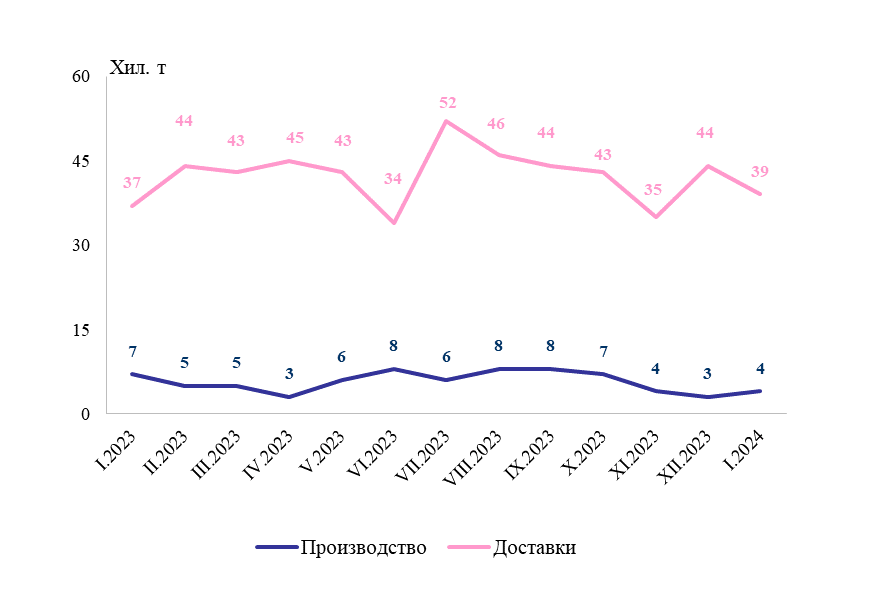 Хил. т
60
45
30
15
0
37
44
43
45
43
34
52
46
44
43
35
44
39
7
5
5
3
6
8
6
8
8
7
4
3
4
I.2023
II.2023
III.2023
IV.2023
V.2023
VI.2023
VII.2023
VIII.2023
IX.2023
X.2023
XI.2023
XII.2023
I.2024
Производство
Доставки